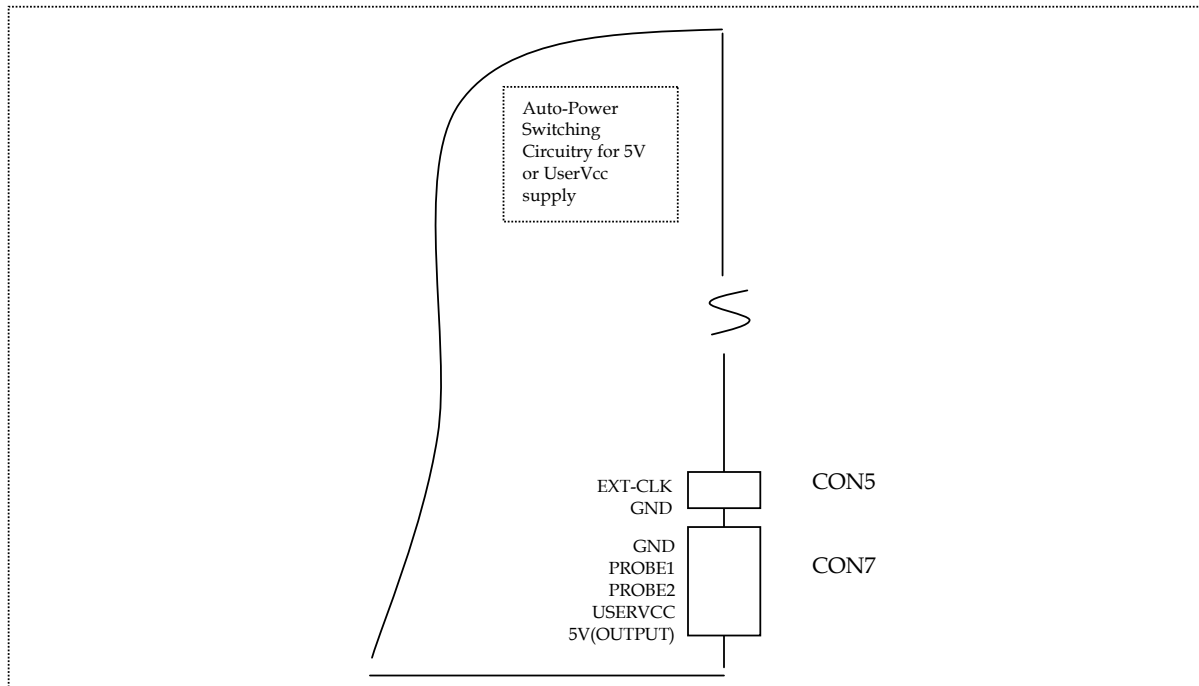 Auto-Power
Switching
Circuitry for 5V
or UserVcc
supply
EXT-CLK
GND
CON5
GND
PROBE1
PROBE2
USERVCC
5V(OUTPUT)
CON7